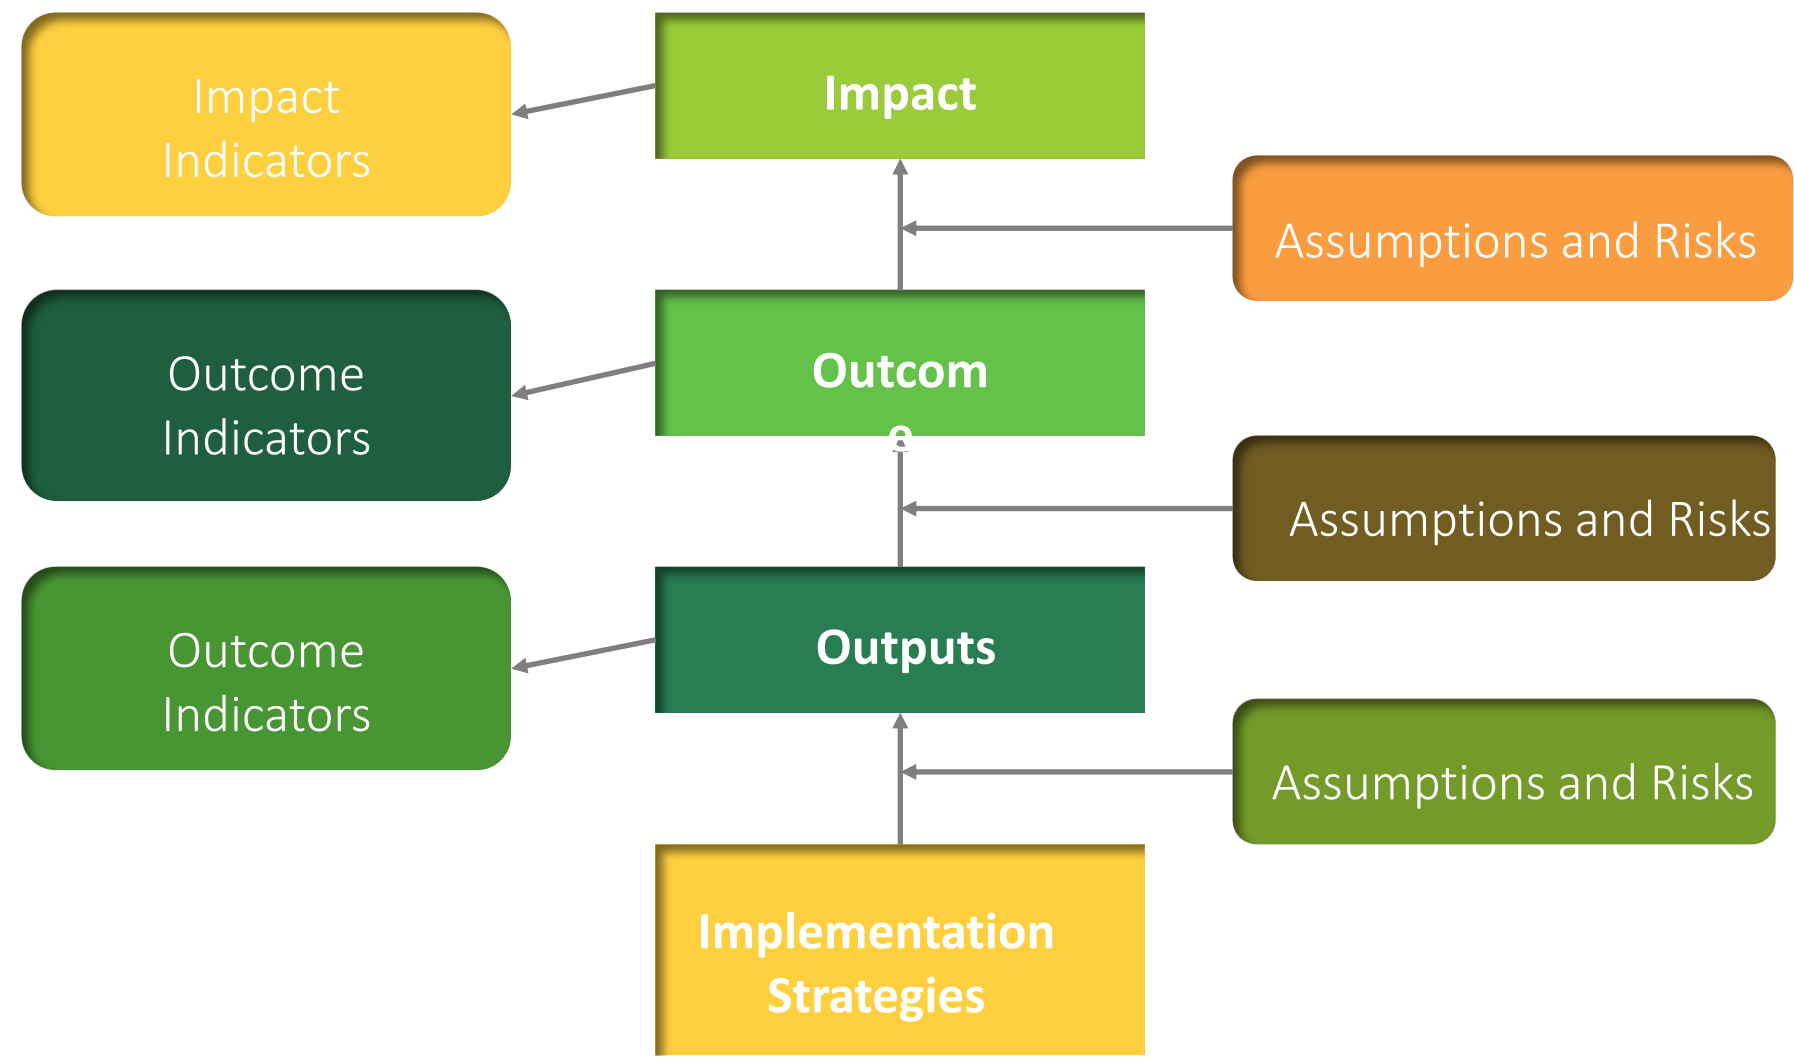 Impact
Indicators
Impact
Assumptions and Risks
Outcome
Indicators
Outcom
e
Assumptions and Risks
Outcome
Indicators
Outputs
Assumptions and Risks
Implementation
Strategies